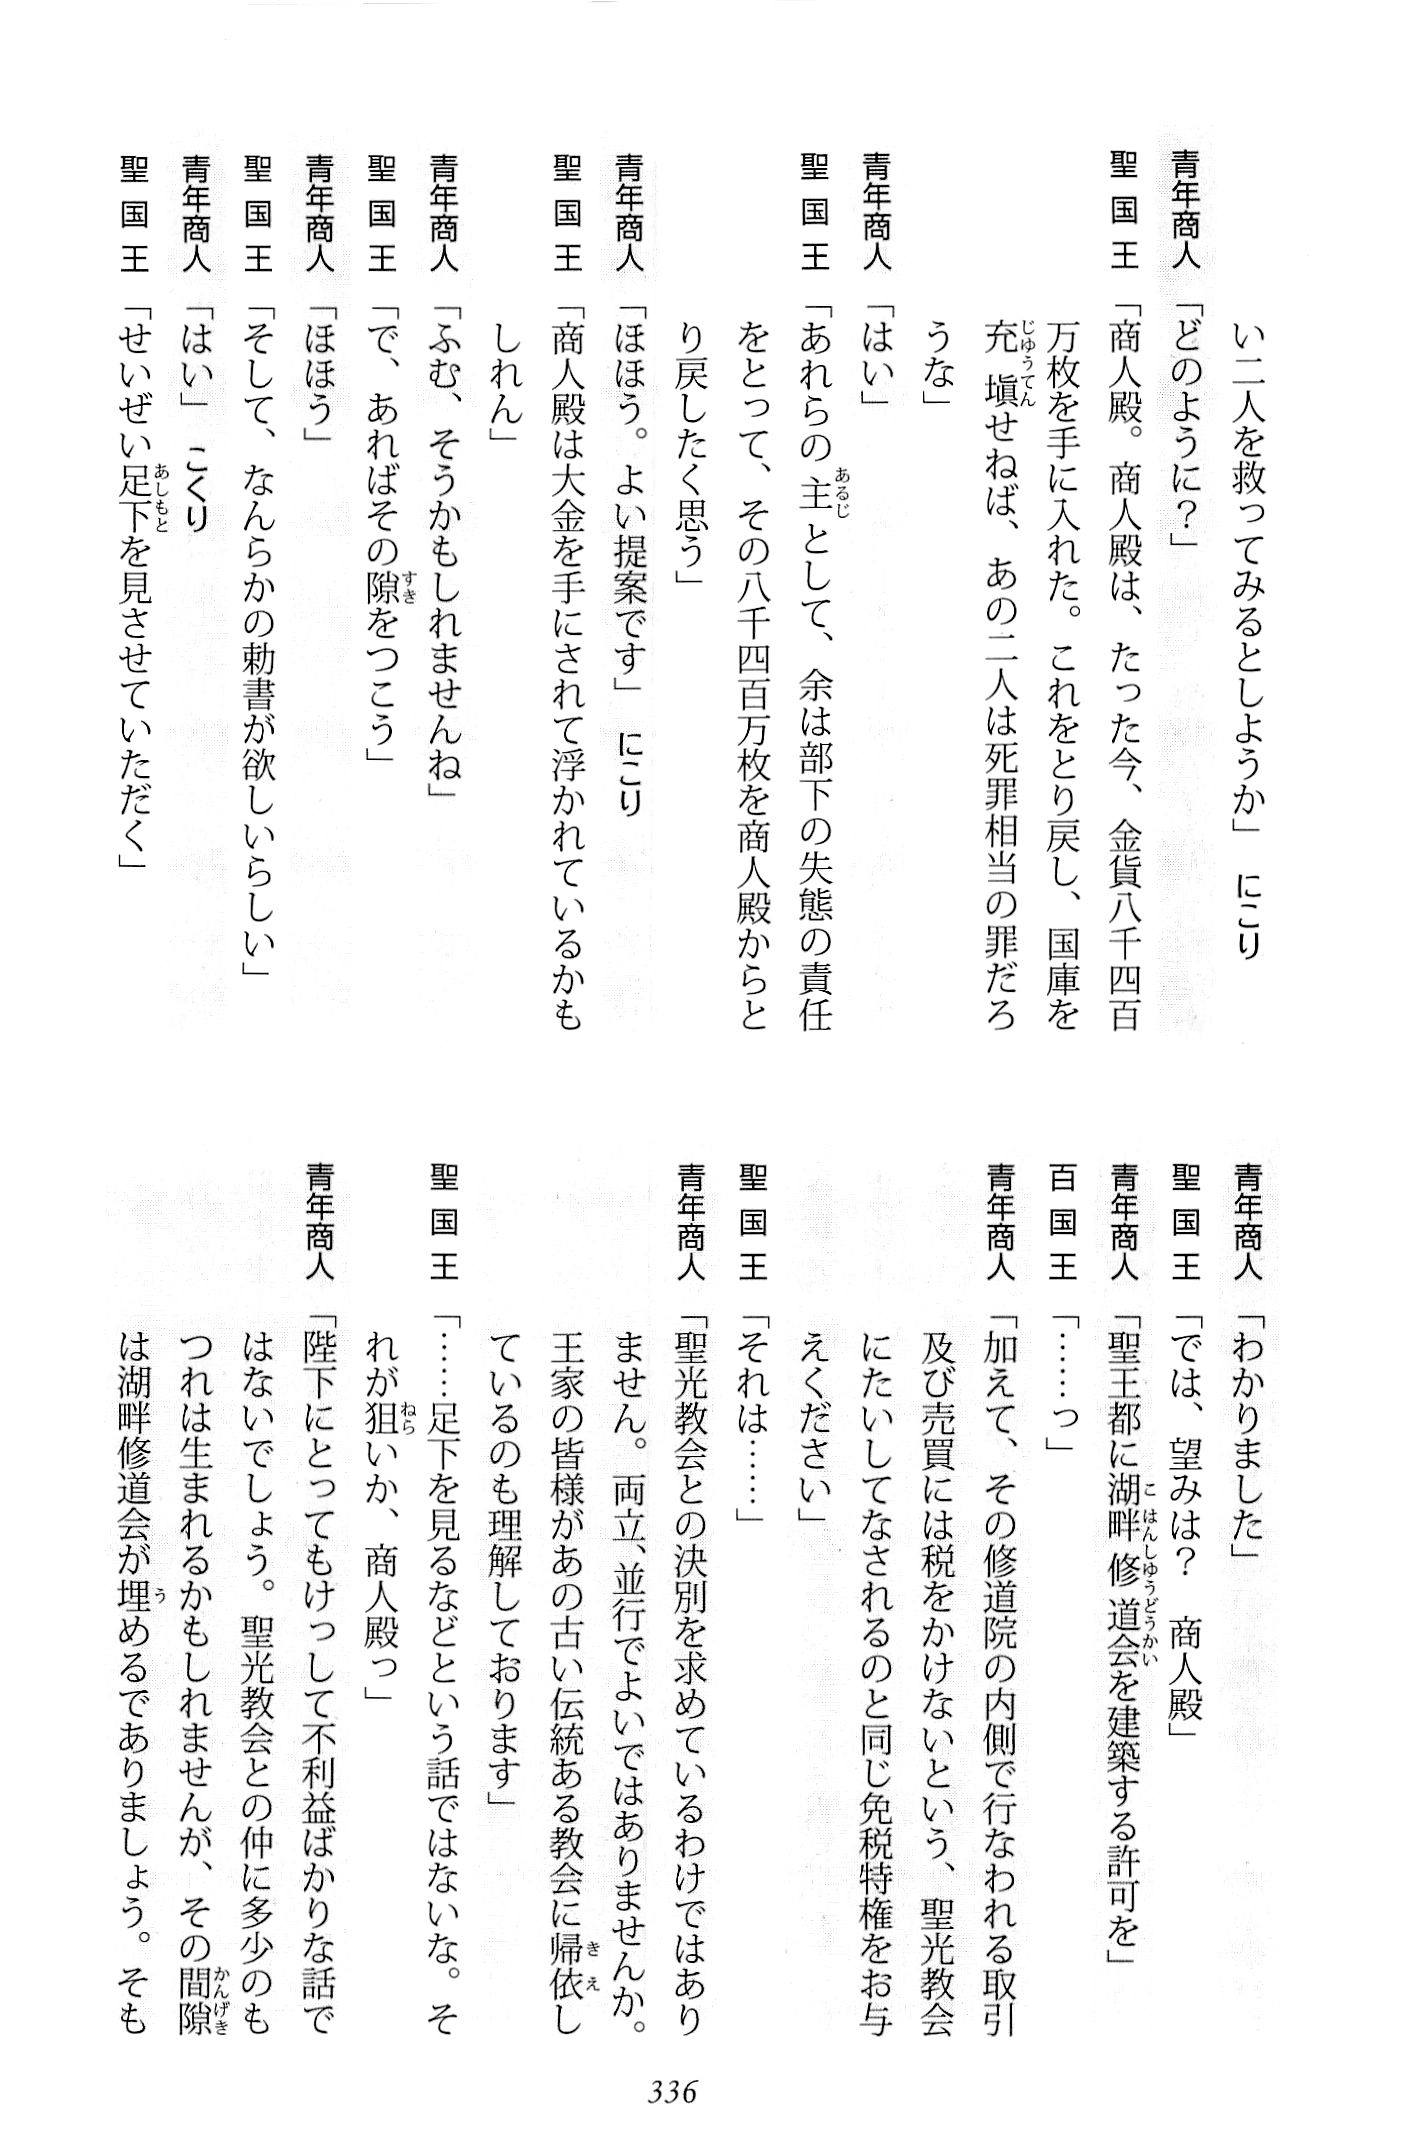 い二人を救ってみるとしようか」　にこり
青年商人「どのように？」
聖国王「商人殿。商人殿は、たった今、金貨八千四百
万枚を手に入れた。これをとり戻し、国庫を
充塡せねば、あの二人は死罪相当の罪だろ
うな」
青年商人「はい」
聖国王「あれらの主として、余は部下の失態の責任
をとって、その八千四百万枚を商人殿からと
り戻したく思う」
青年商人「ほほう。よい提案です」　にこり
聖国王「商人殿は大金を手にされて浮かれているかも
しれん」
青年商人「ふむ、そうかもしれませんね」
聖国王「で、あればその隙をつこう」
青年商人「ほほう」
聖国王「そして、なんらかの勅書が欲しいらしい」
青年商人「はい」　こくり
聖国王「せいぜい足下を見させていただく」
青年商人「わかりました」
聖国王「では、望みは？　商人殿」
青年商人「聖王都に湖畔修道会を建築する許可を」
百国王「……っ」
青年商人「加えて、その修道院の内側で行なわれる取引
及び売買には税をかけないという、聖光教会
にたいしてなされるのと同じ免税特権をお与
えください」
聖国王「それは……」
青年商人「聖光教会との決別を求めているわけではあり
ません。両立、並行でよいではありませんか。
王家の皆様があの古い伝統ある教会に帰依し
ているのも理解しております」
聖国王「……足下を見るなどという話ではないな。そ
れが狙いか、商人殿っ」
青年商人「陛下にとってもけっして不利益ばかりな話で
はないでしょう。聖光教会との仲に多少のも
つれは生まれるかもしれませんが、その間隙
は湖畔修道会が埋めるでありましょう。そも
336